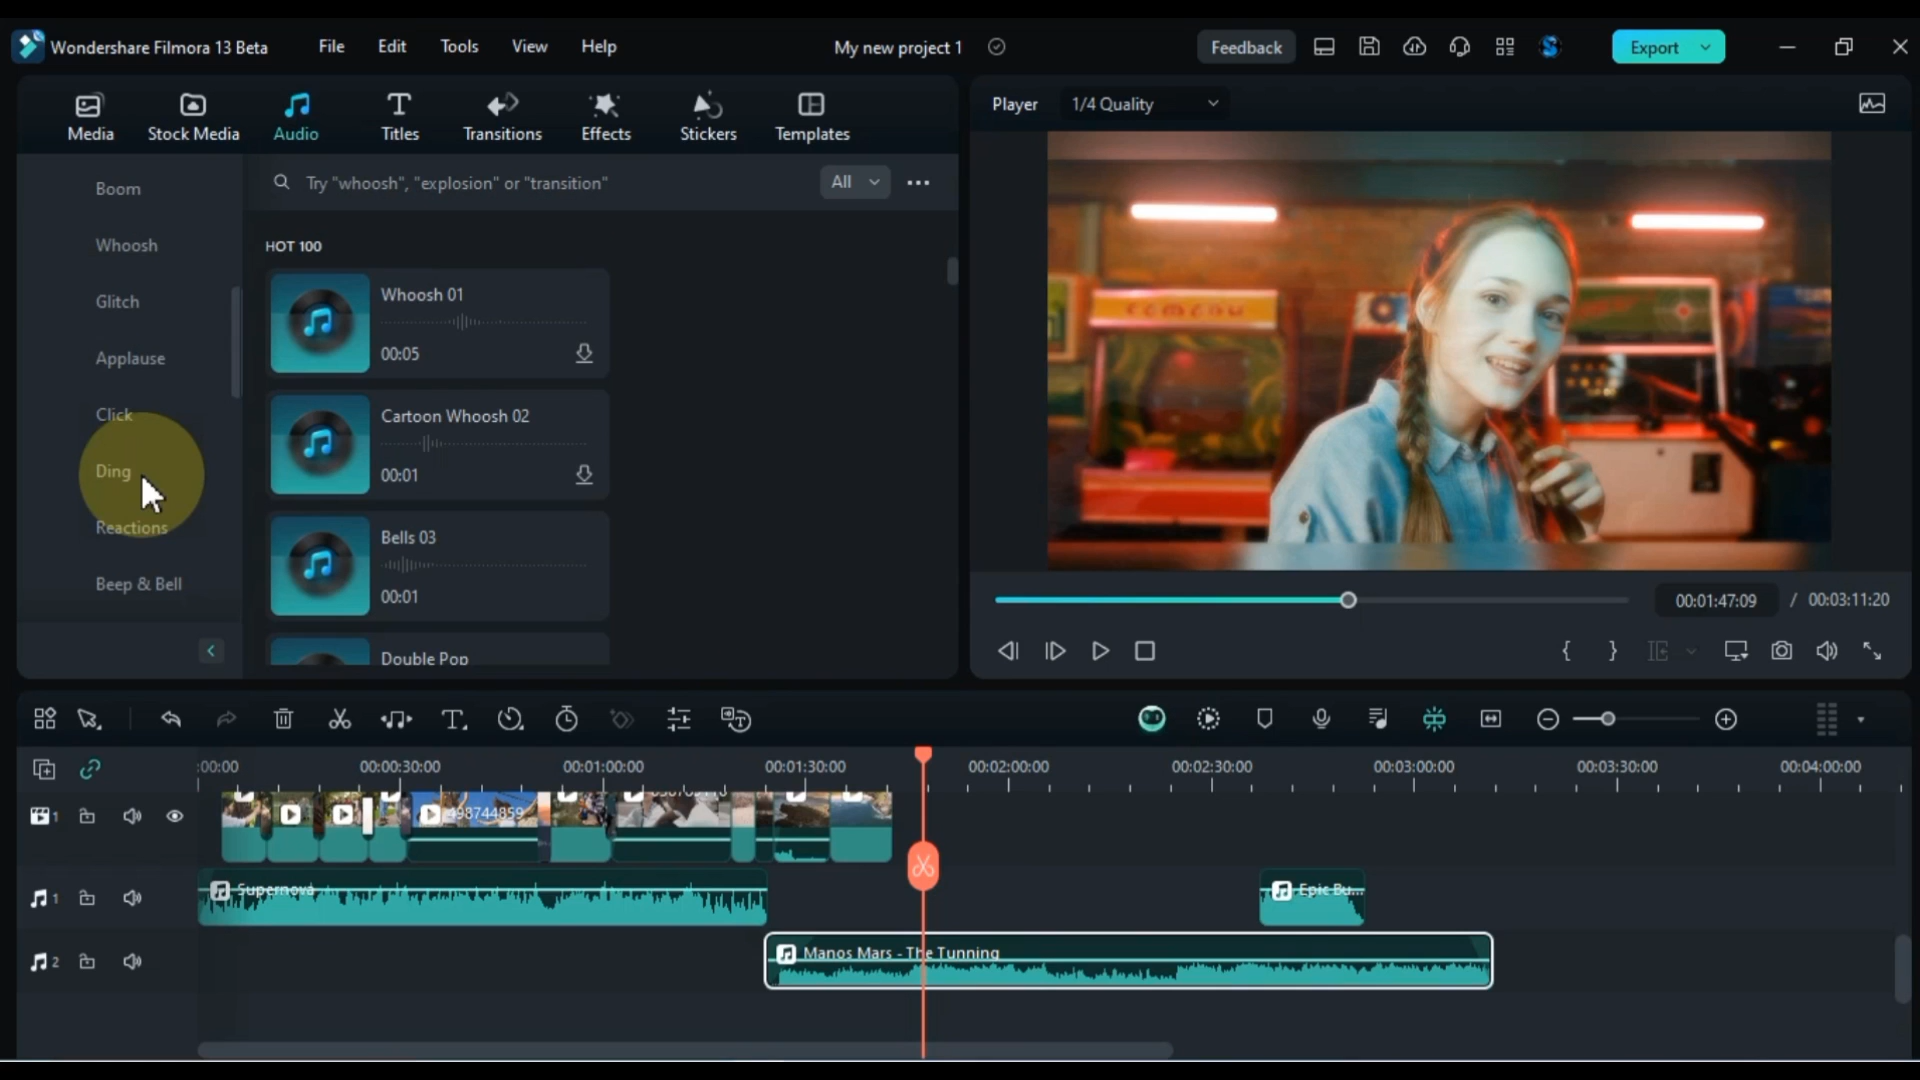 Wondershare Filmora 13 Beta
File
Edit
Tools
View
Help
My new project 1
Feedback
Export
Media
Stock Media
Audio
Titles
Transitions
Effects
Stickers
Templates
Player
1/4 Quality
Boom
Whoosh
Glitch
Applause
Click
Ding
Reactions
Beep & Bell
Try "whoosh", "explosion" or "transition"
All
HOT 100
Whoosh 01
00:05
Cartoon Whoosh 02
00:01
Bells 03
00:01
Double Pop
00:01:47:09 / 00:03:11:20
:00:00
00:00:30:00
00:01:00:00
00:01:30:00
00:02:00:00
00:02:30:00
00:03:00:00
00:03:30:00
00:04:00:00
1
498744859
1
Supernova
Epic Bu...
2
Manos Mars - The Tunning